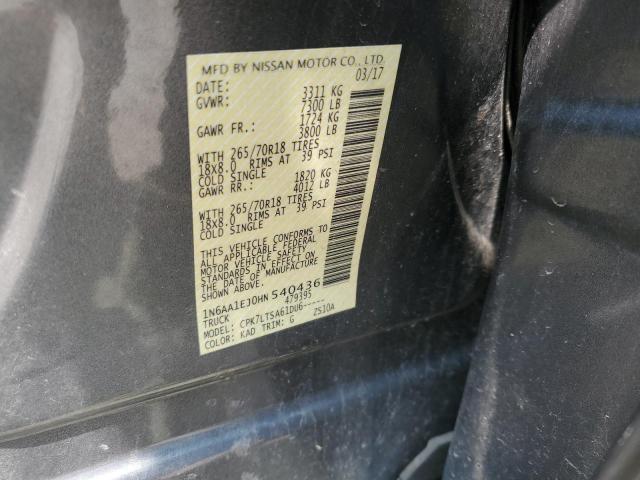 MFD BY NISSAN MOTOR CO., LTD.
DATE: 03/17
GVWR: 3311 KG
7300 LB
GAWR FR.: 1724 KG
3800 LB
WITH 265/70R18 TIRES
18X8.0 RIMS AT 39 PSI
COLD SINGLE
GAWR RR.: 1820 KG
4012 LB
WITH 265/70R18 TIRES
18X8.0 RIMS AT 39 PSI
COLD SINGLE
THIS VEHICLE CONFORMS TO
ALL APPLICABLE FEDERAL
MOTOR VEHICLE SAFETY
STANDARDS IN EFFECT ON
THE DATE OF MANUFACTURE
SHOWN ABOVE.
1N6AA1EJ0HN 540436
TRUCK 479395
MODEL: CPK7LTSA61DU6-----
COLOR: KAD TRIM: G ZS10A